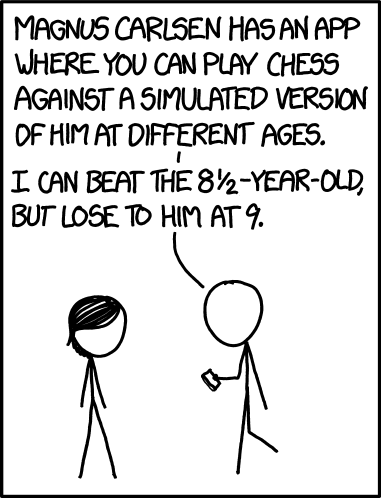 MAGNUS CARLSEN HAS AN APP
WHERE YOU CAN PLAY CHESS
AGAINST A SIMULATED VERSION
OF HIM AT DIFFERENT AGES.
I CAN BEAT THE 8½-YEAR-OLD,
BUT LOSE TO HIM AT 9.